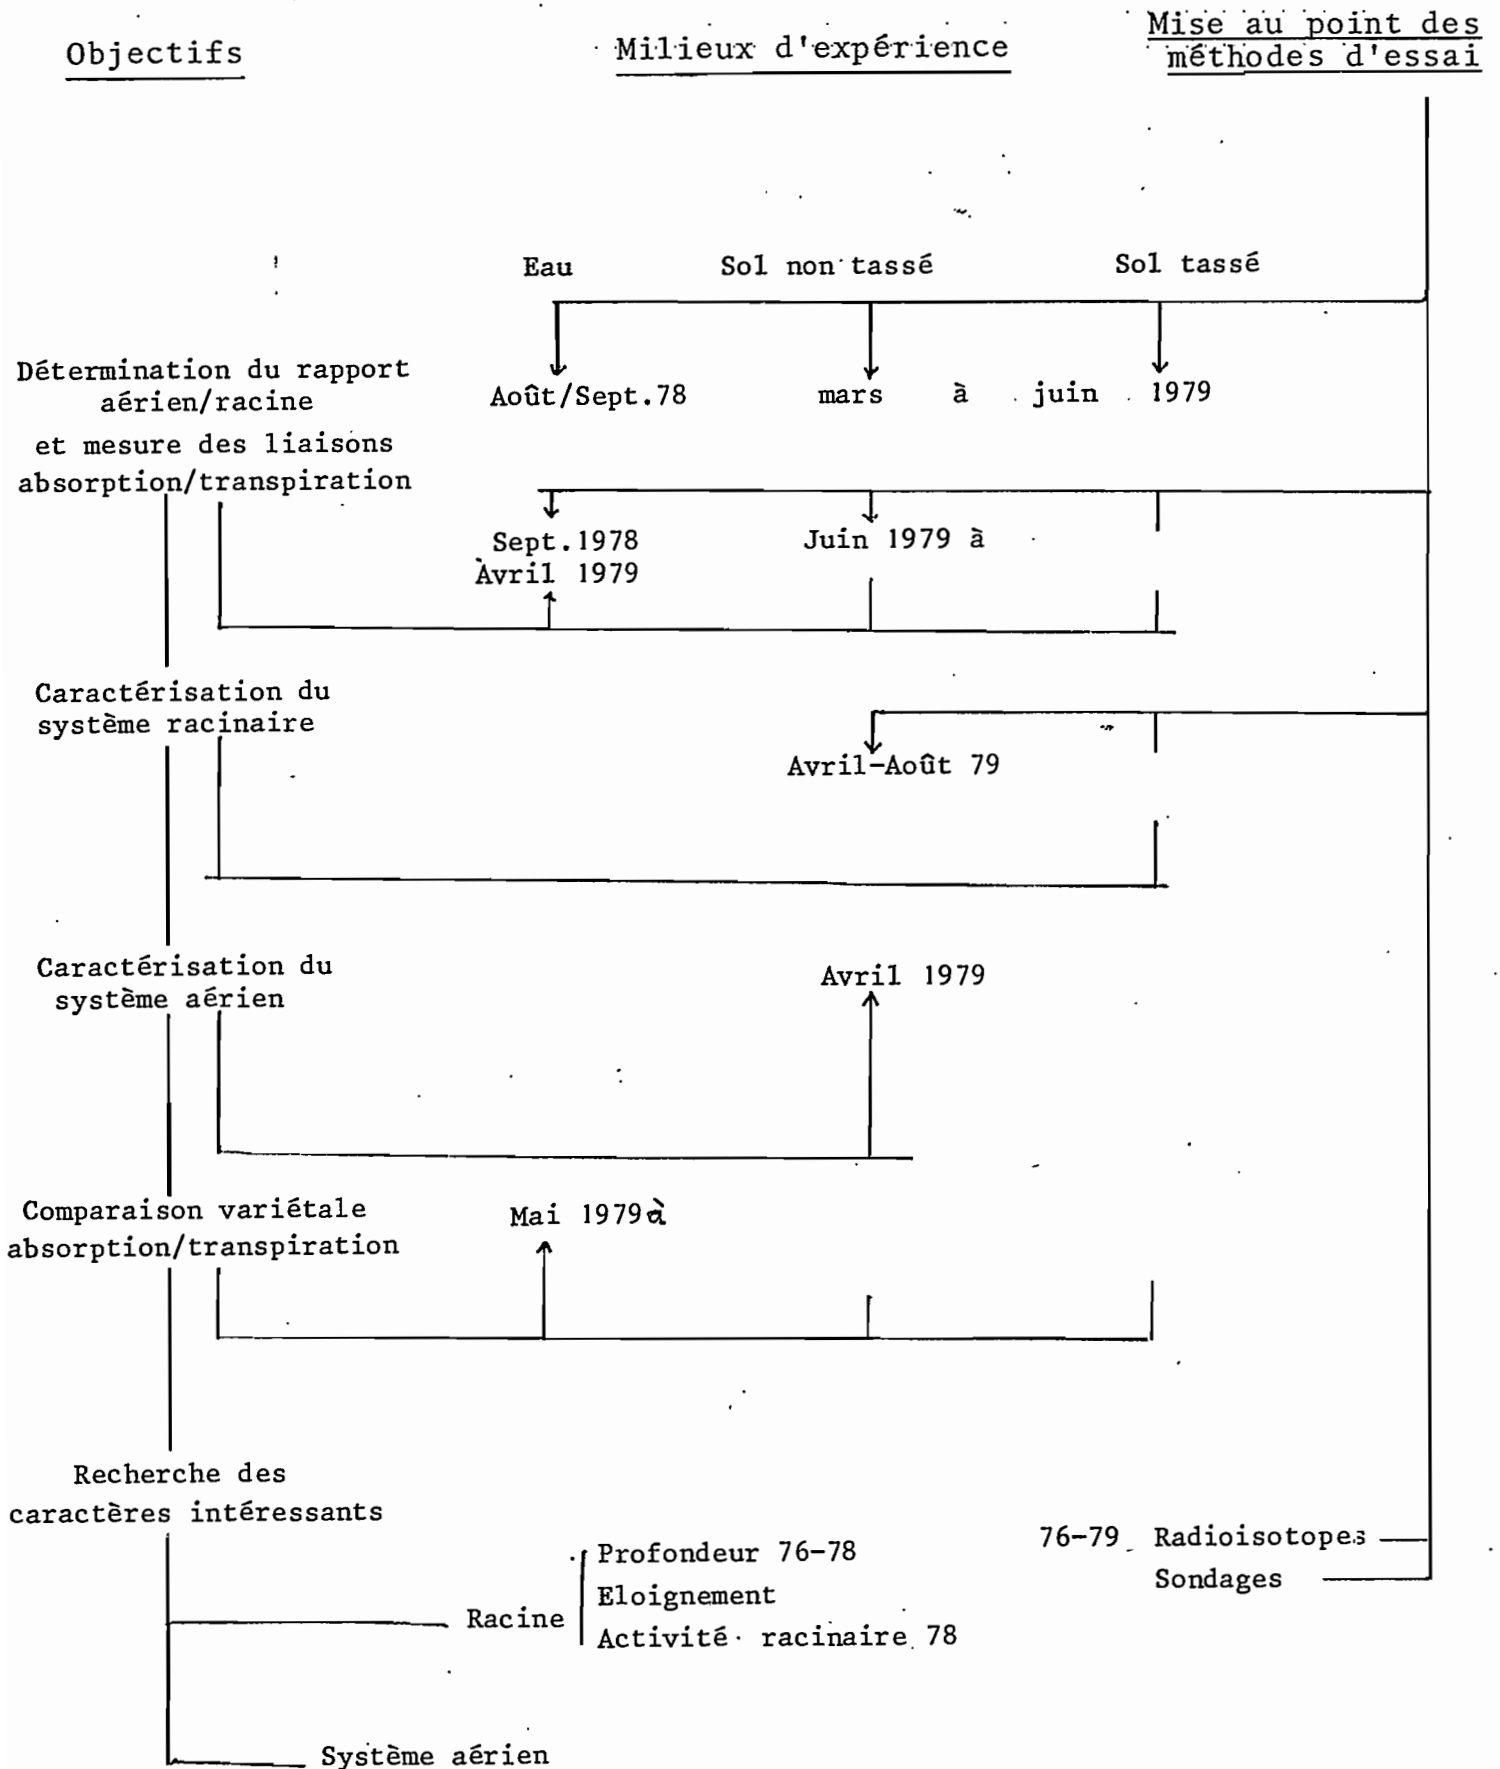 Objectifs
Milieux d'expérience
Mise au point des
méthodes d'essai
Eau
Sol non tassé
Sol tassé
Détermination du rapport
aérien/racine
et mesure des liaisons
absorption/transpiration
Août/Sept.78
mars à juin 1979
Sept.1978
Avril 1979
Juin 1979 à
Caractérisation du
système racinaire
Avril-Août 79
Caractérisation du
système aérien
Avril 1979
Comparaison variétale
absorption/transpiration
Mai 1979 à
Recherche des
caractères intéressants
Racine
Profondeur 76-78
Eloignement
Activité racinaire 78
76-79 Radioisotopes
Sondages
Système aérien